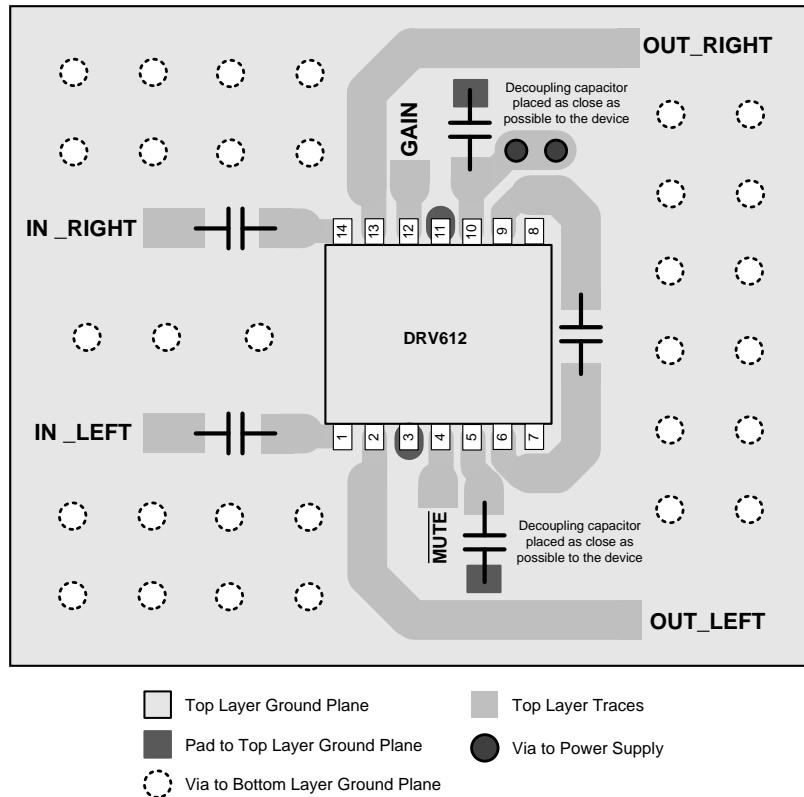 OUT_RIGHT
Decoupling capacitor
placed as close as
possible to the device
GAIN
IN _RIGHT
14 13 12 11 10 9 8
DRV612
IN _LEFT
1 2 3 4 5 6 7
MUTE
Decoupling capacitor
placed as close as
possible to the device
OUT_LEFT
Top Layer Ground Plane
Top Layer Traces
Pad to Top Layer Ground Plane
Via to Power Supply
Via to Bottom Layer Ground Plane